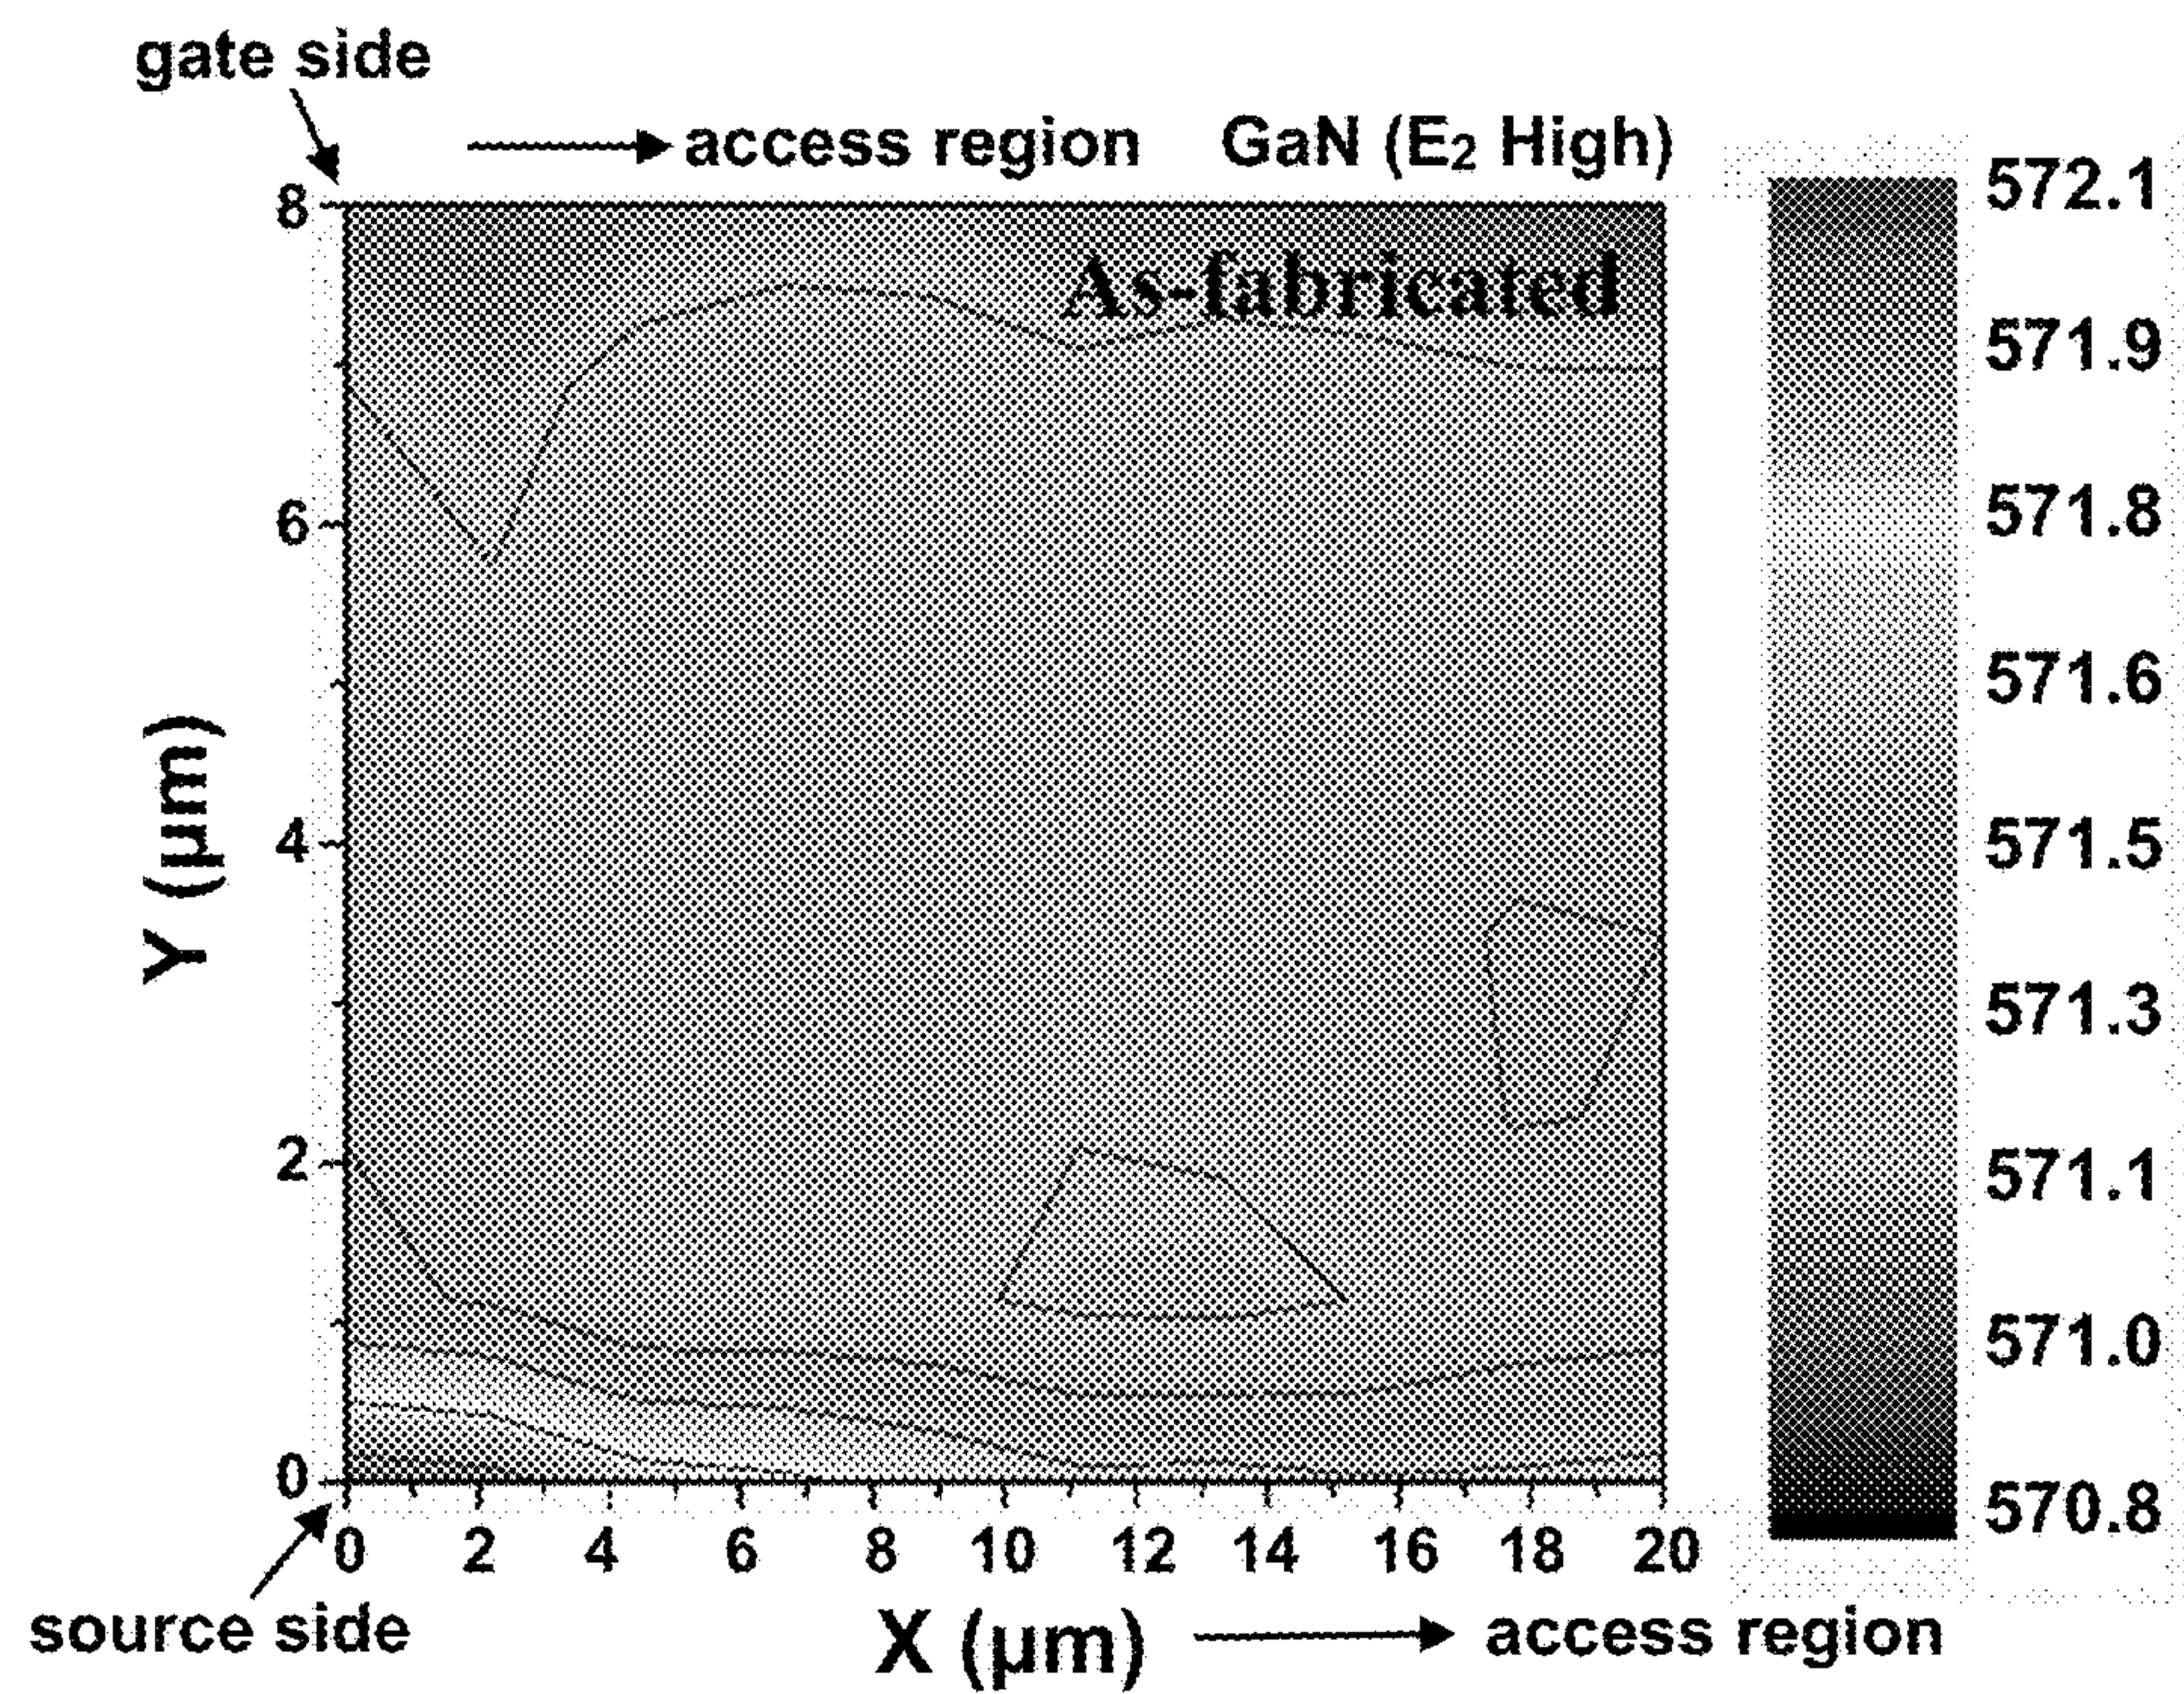 gate side
access region GaN (E₂ High)
As-fabricated
8
6
4
2
0
Y (µm)
0 2 4 6 8 10 12 14 16 18 20
source side
X (µm)
access region
572.1
571.9
571.8
571.6
571.5
571.3
571.1
571.0
570.8